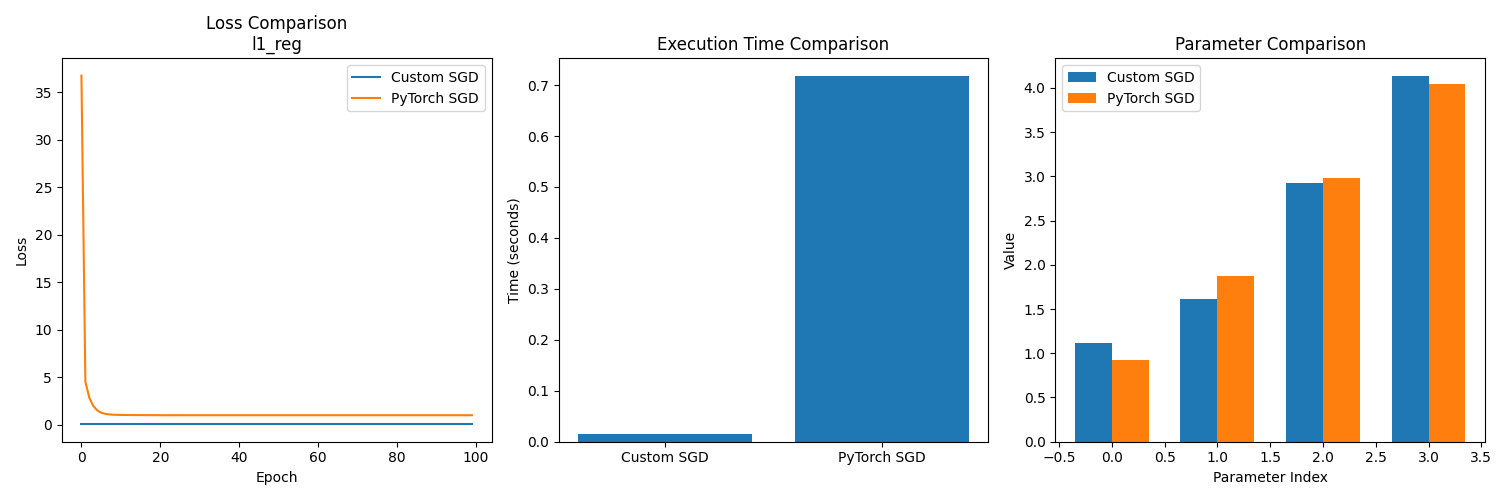 Loss Comparison
l1_reg
Custom SGD
PyTorch SGD
35
30
25
20
15
10
5
0
Loss
0 20 40 60 80 100
Epoch
Execution Time Comparison
0.7
0.6
0.5
0.4
0.3
0.2
0.1
0.0
Time (seconds)
Custom SGD PyTorch SGD
Parameter Comparison
Custom SGD
PyTorch SGD
4.0
3.5
3.0
2.5
2.0
1.5
1.0
0.5
0.0
Value
−0.5 0.0 0.5 1.0 1.5 2.0 2.5 3.0 3.5
Parameter Index